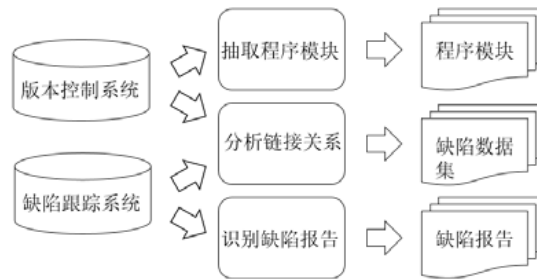 抽取程序模块
程序模块
版本控制系统
分析链接关系
缺陷数据
集
缺陷跟踪系统
识别缺陷报告
缺陷报告